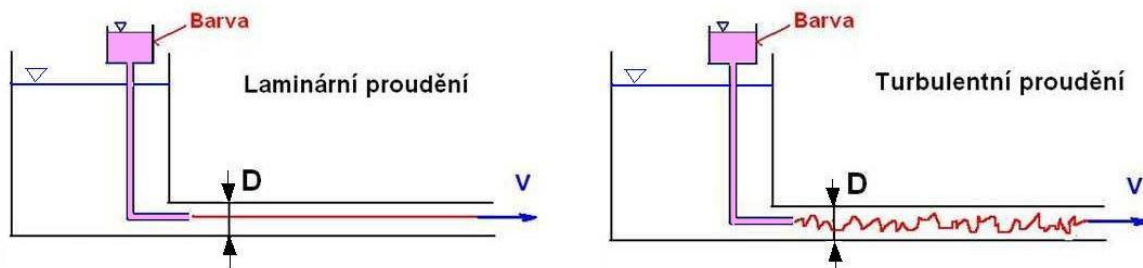 Barva
Laminární proudění
D
V
Barva
Turbulentní proudění
D
V